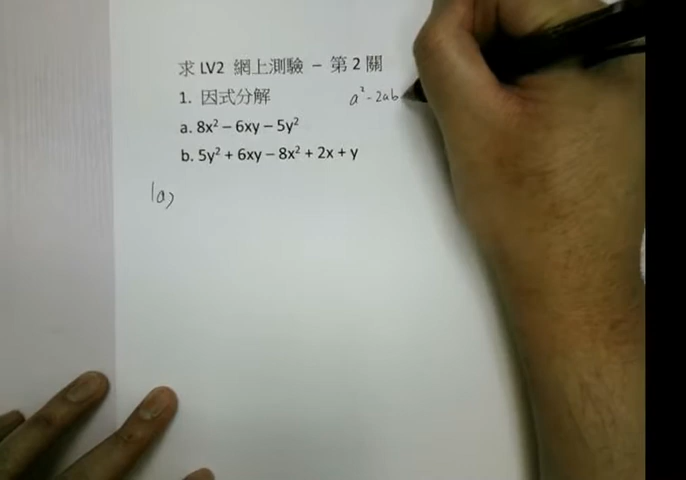 求 LV2 網上測驗 – 第 2 關
1. 因式分解
a² - 2ab
a. 8x² – 6xy – 5y²
b. 5y² + 6xy – 8x² + 2x + y
1a)